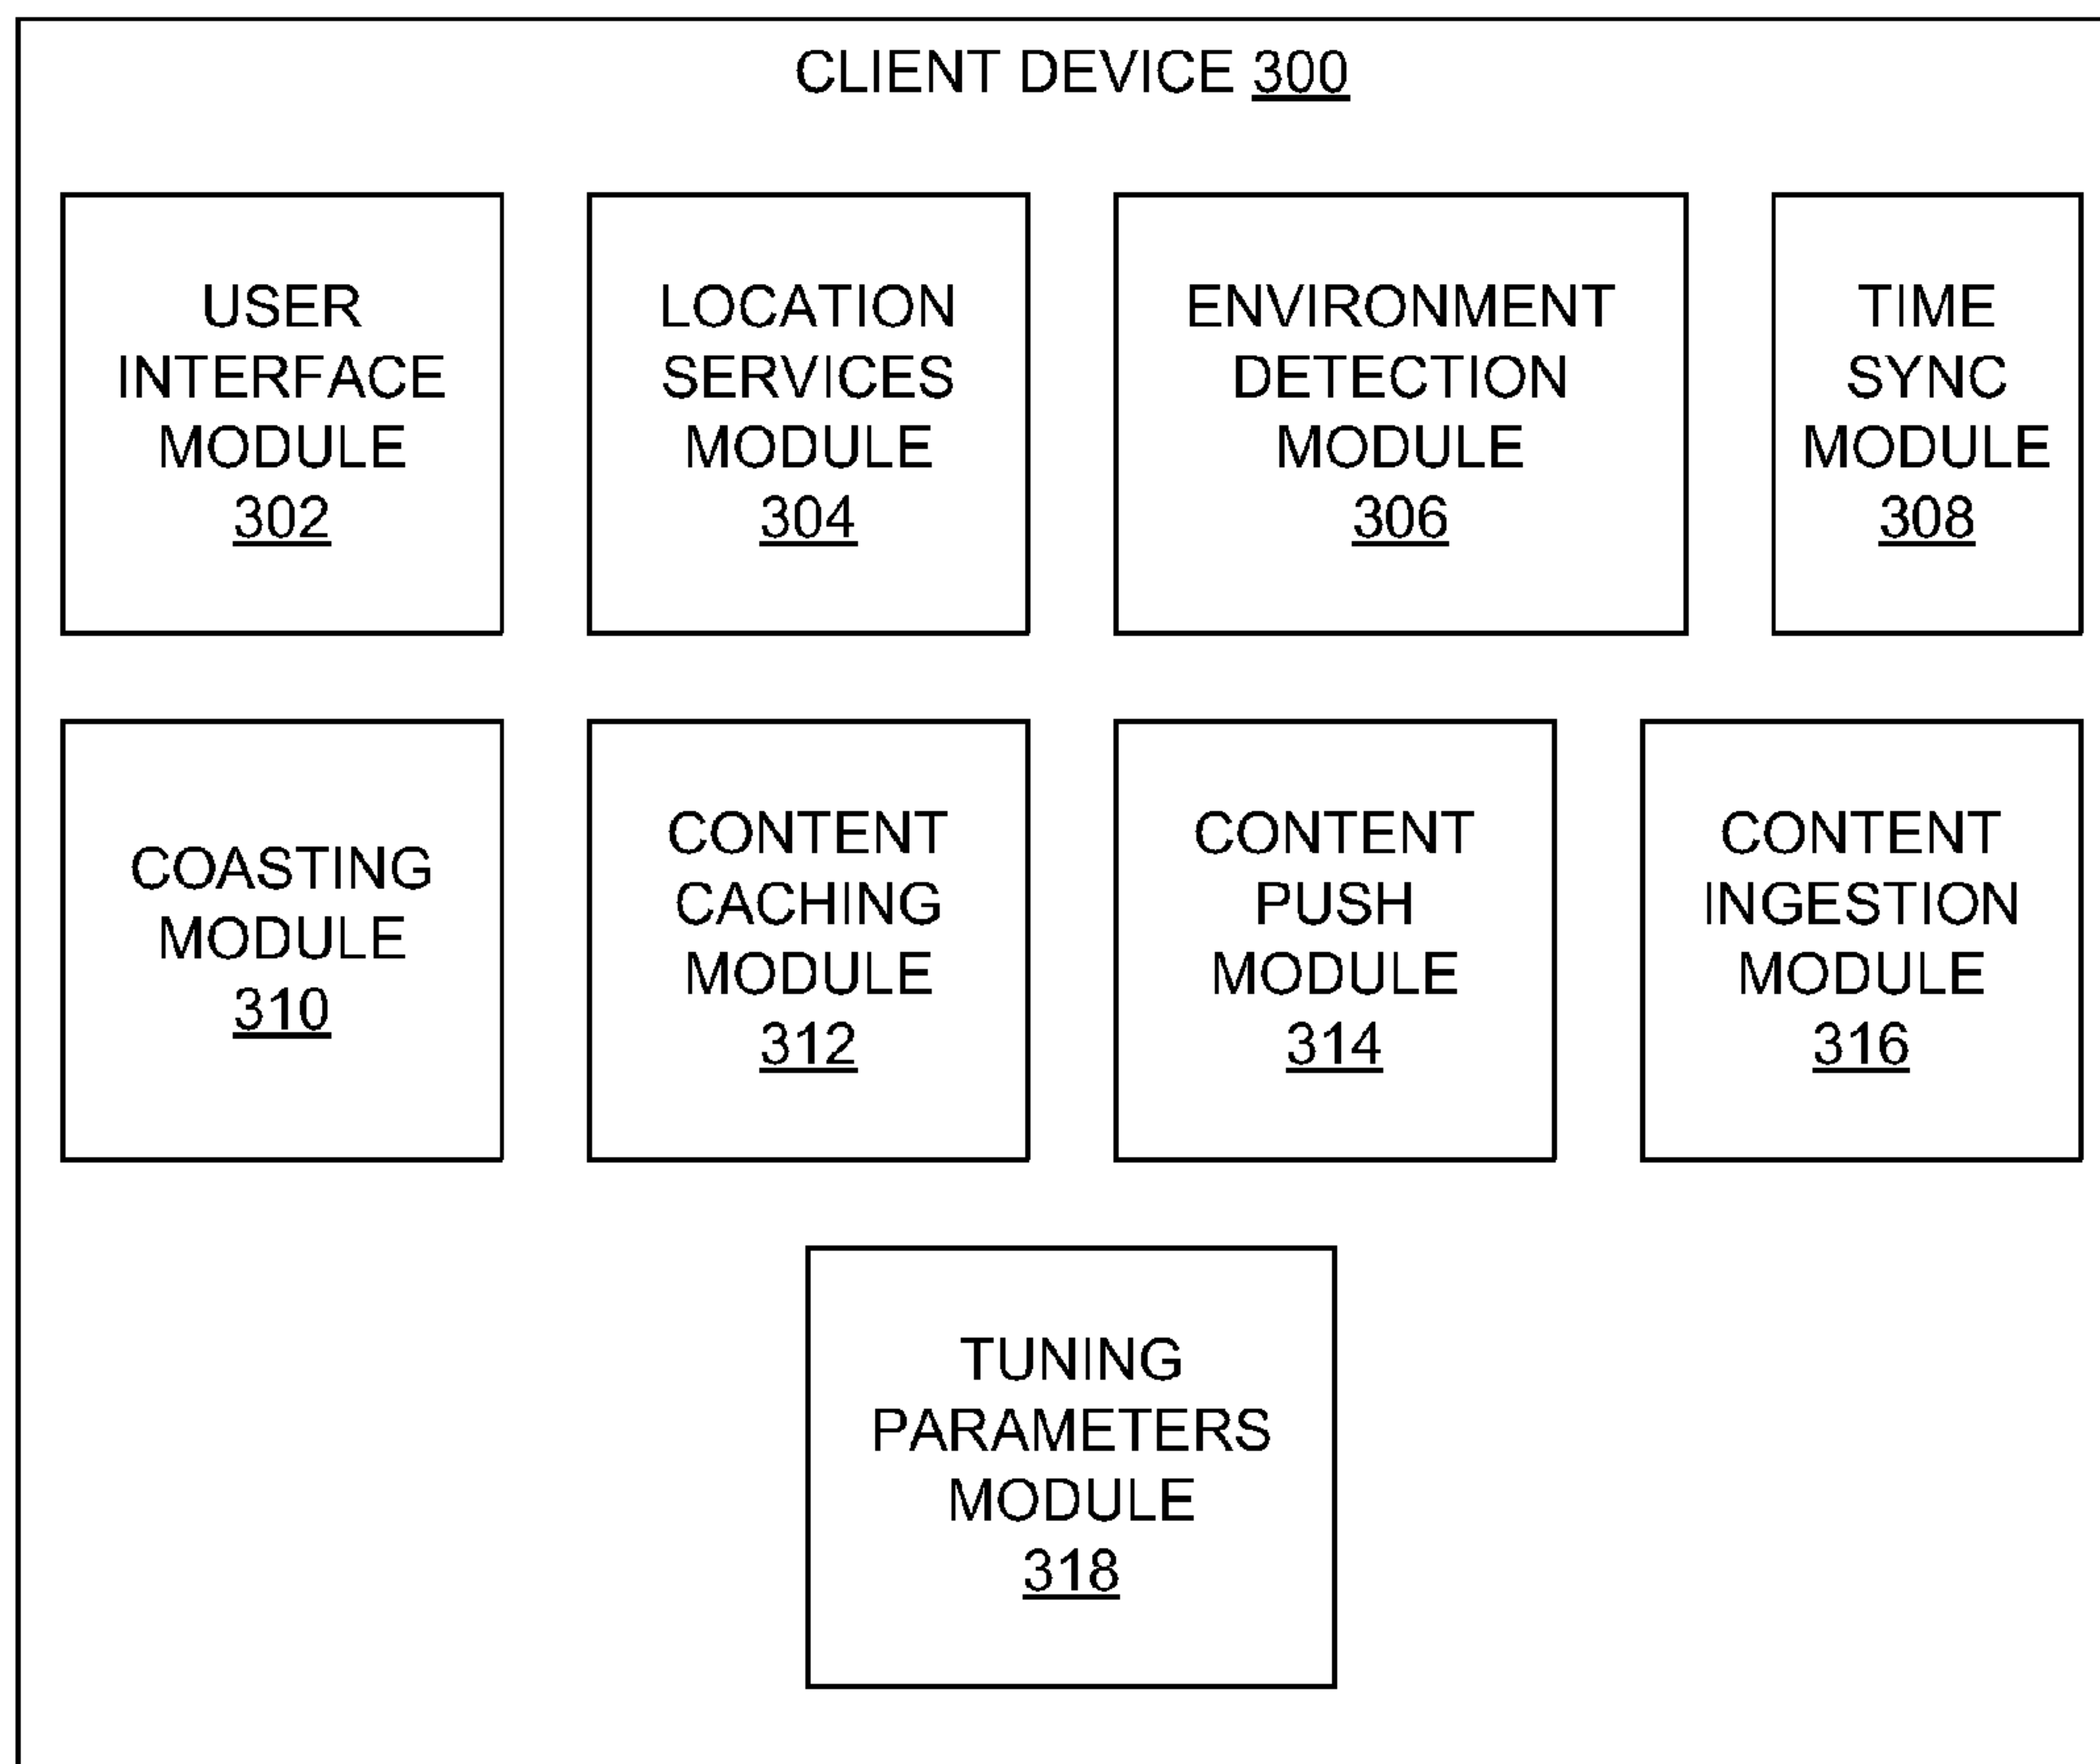 CLIENT DEVICE 300
USER
INTERFACE
MODULE
302
LOCATION
SERVICES
MODULE
304
ENVIRONMENT
DETECTION
MODULE
306
TIME
SYNC
MODULE
308
COASTING
MODULE
310
CONTENT
CACHING
MODULE
312
CONTENT
PUSH
MODULE
314
CONTENT
INGESTION
MODULE
316
TUNING
PARAMETERS
MODULE
318